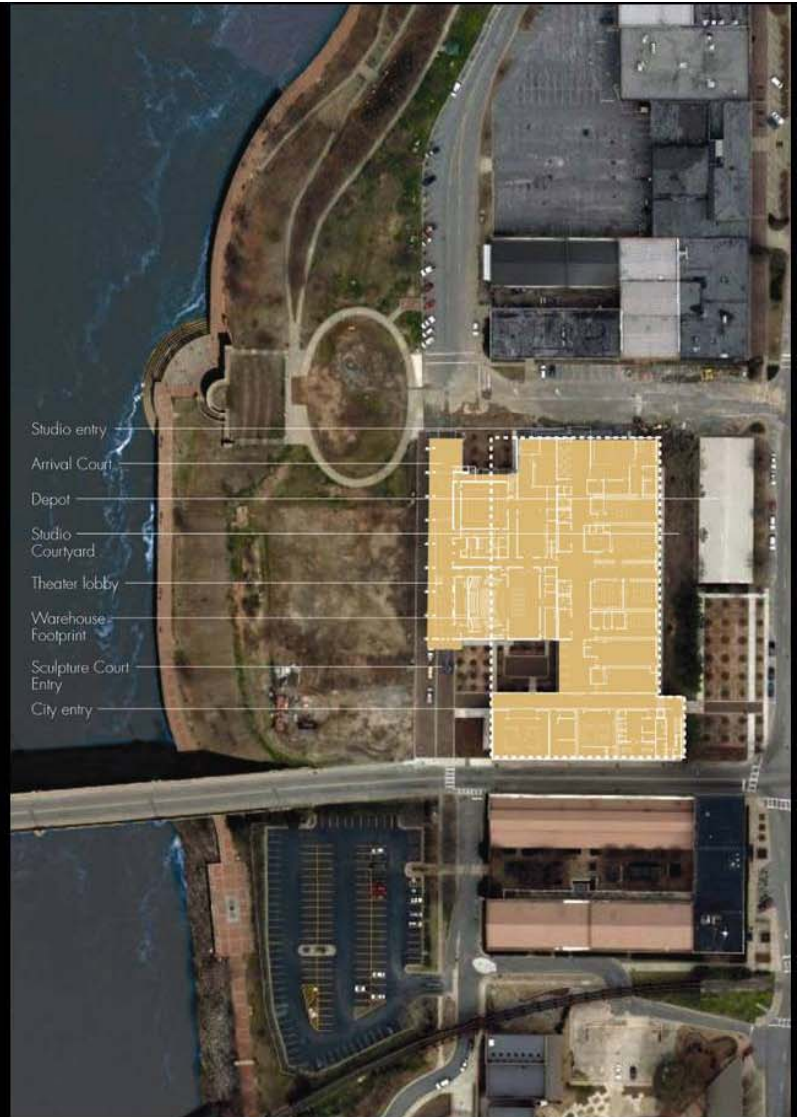 Studio entry
Arrival Court
Depot
Studio
Courtyard
Theater lobby
Warehouse
Footprint
Sculpture Court
Entry
City entry